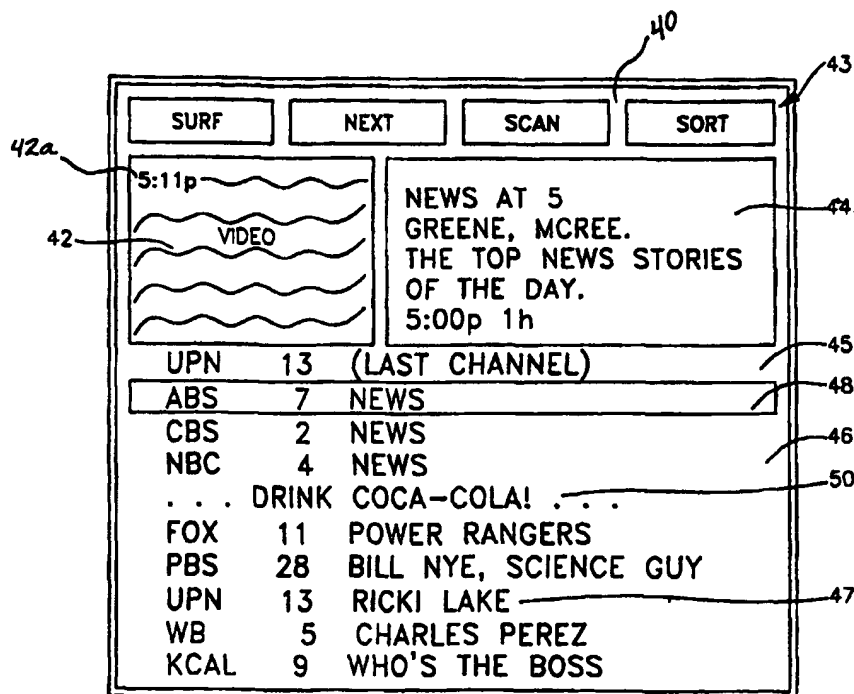 40
43
SURF NEXT SCAN SORT
42a
5:11p
42
VIDEO
NEWS AT 5
GREENE, MCREE.
THE TOP NEWS STORIES
OF THE DAY.
5:00p 1h
44
UPN 13 (LAST CHANNEL) 45
ABS 7 NEWS 48
CBS 2 NEWS
NBC 4 NEWS 46
. . . DRINK COCA-COLA! . . . 50
FOX 11 POWER RANGERS
PBS 28 BILL NYE, SCIENCE GUY
UPN 13 RICKI LAKE 47
WB 5 CHARLES PEREZ
KCAL 9 WHO'S THE BOSS